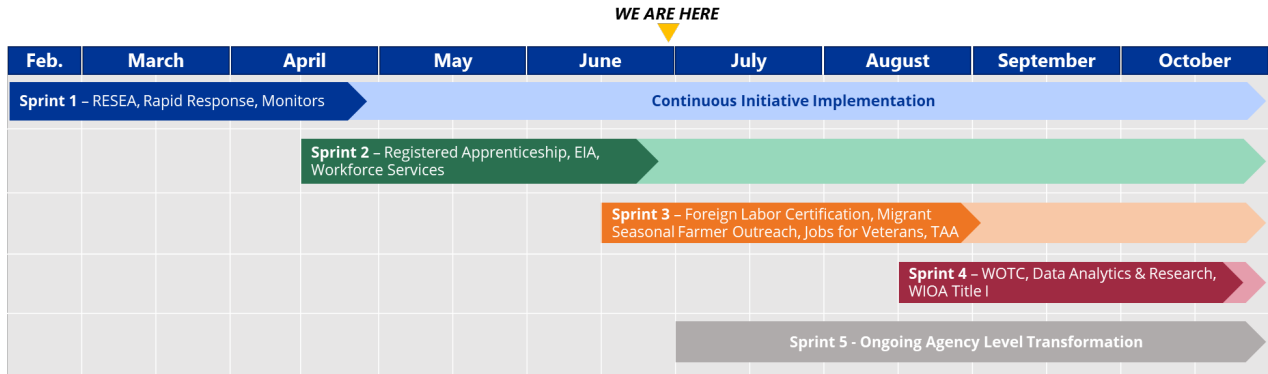 WE ARE HERE
Feb. March April May June July August September October
Sprint 1 – RESEA, Rapid Response, Monitors
Continuous Initiative Implementation
Sprint 2 – Registered Apprenticeship, EIA,
Workforce Services
Sprint 3 – Foreign Labor Certification, Migrant
Seasonal Farmer Outreach, Jobs for Veterans, TAA
Sprint 4 – WOTC, Data Analytics & Research,
WIOA Title I
Sprint 5 - Ongoing Agency Level Transformation